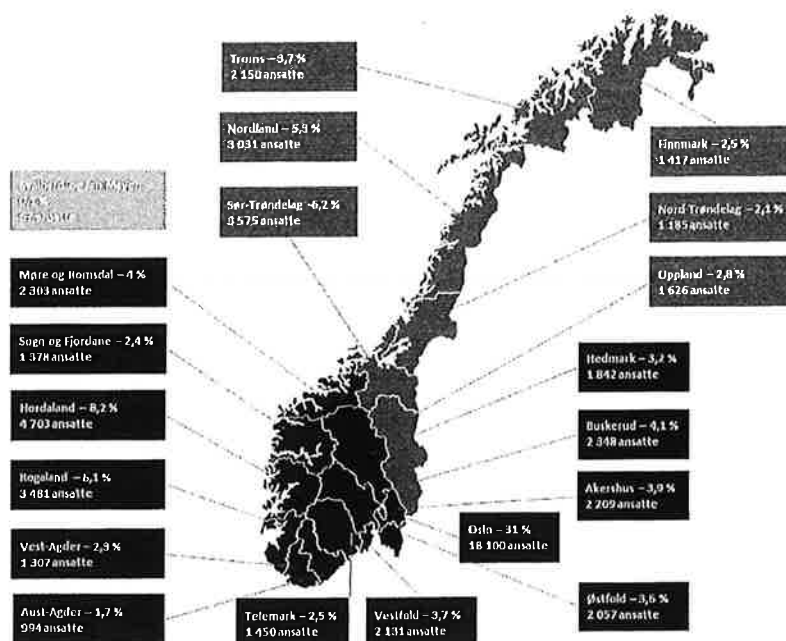 Troms – 3,7 %
2 150 ansatte
Nordland – 5,3 %
3 031 ansatte
Finnmark – 2,5 %
1 417 ansatte
Sør-Trøndelag -6,2 %
3 575 ansatte
Nord-Trøndelag – 2,1 %
1 185 ansatte
Møre og Romsdal – 4 %
2 303 ansatte
Uppland – 2,8 %
1 626 ansatte
Sogn og Fjordane – 2,4 %
1 378 ansatte
Hedmark – 3,2 %
1 842 ansatte
Hordaland – 8,2 %
4 703 ansatte
Buskerud – 4,1 %
2 348 ansatte
Rogaland – 6,1 %
3 481 ansatte
Akershus – 3,9 %
2 209 ansatte
Oslo – 31 %
18 100 ansatte
Vest-Agder – 2,3 %
1 307 ansatte
Østfold – 3,6 %
2 057 ansatte
Aust-Agder – 1,7 %
994 ansatte
Telemark – 2,5 %
1 450 ansatte
Vestfold – 3,7 %
2 131 ansatte